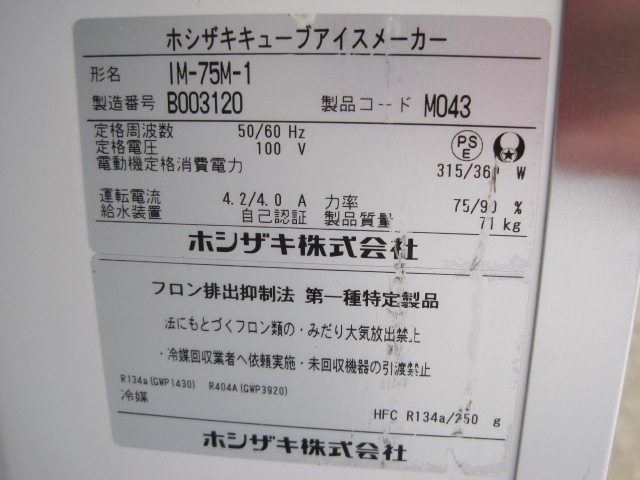 ホシザキキューブアイスメーカー
形名 IM-75M-1
製造番号 B003120 製品コード M043
定格周波数 50/60 Hz
定格電圧 100 V
PS E
電動機定格消費電力 315/36 W
運転電流 4.2/4.0 A 力率 75/90 %
給水装置 自己認証 製品質量 71 kg
ホシザキ株式会社
フロン排出抑制法 第一種特定製品
法にもとづくフロン類の・みだり大気放出禁止
・冷媒回収業者へ依頼実施・未回収機器の引渡禁止
R134a(GWP1430) R404A(GWP3920)
冷媒 HFC R134a/250 g
ホシザキ株式会社